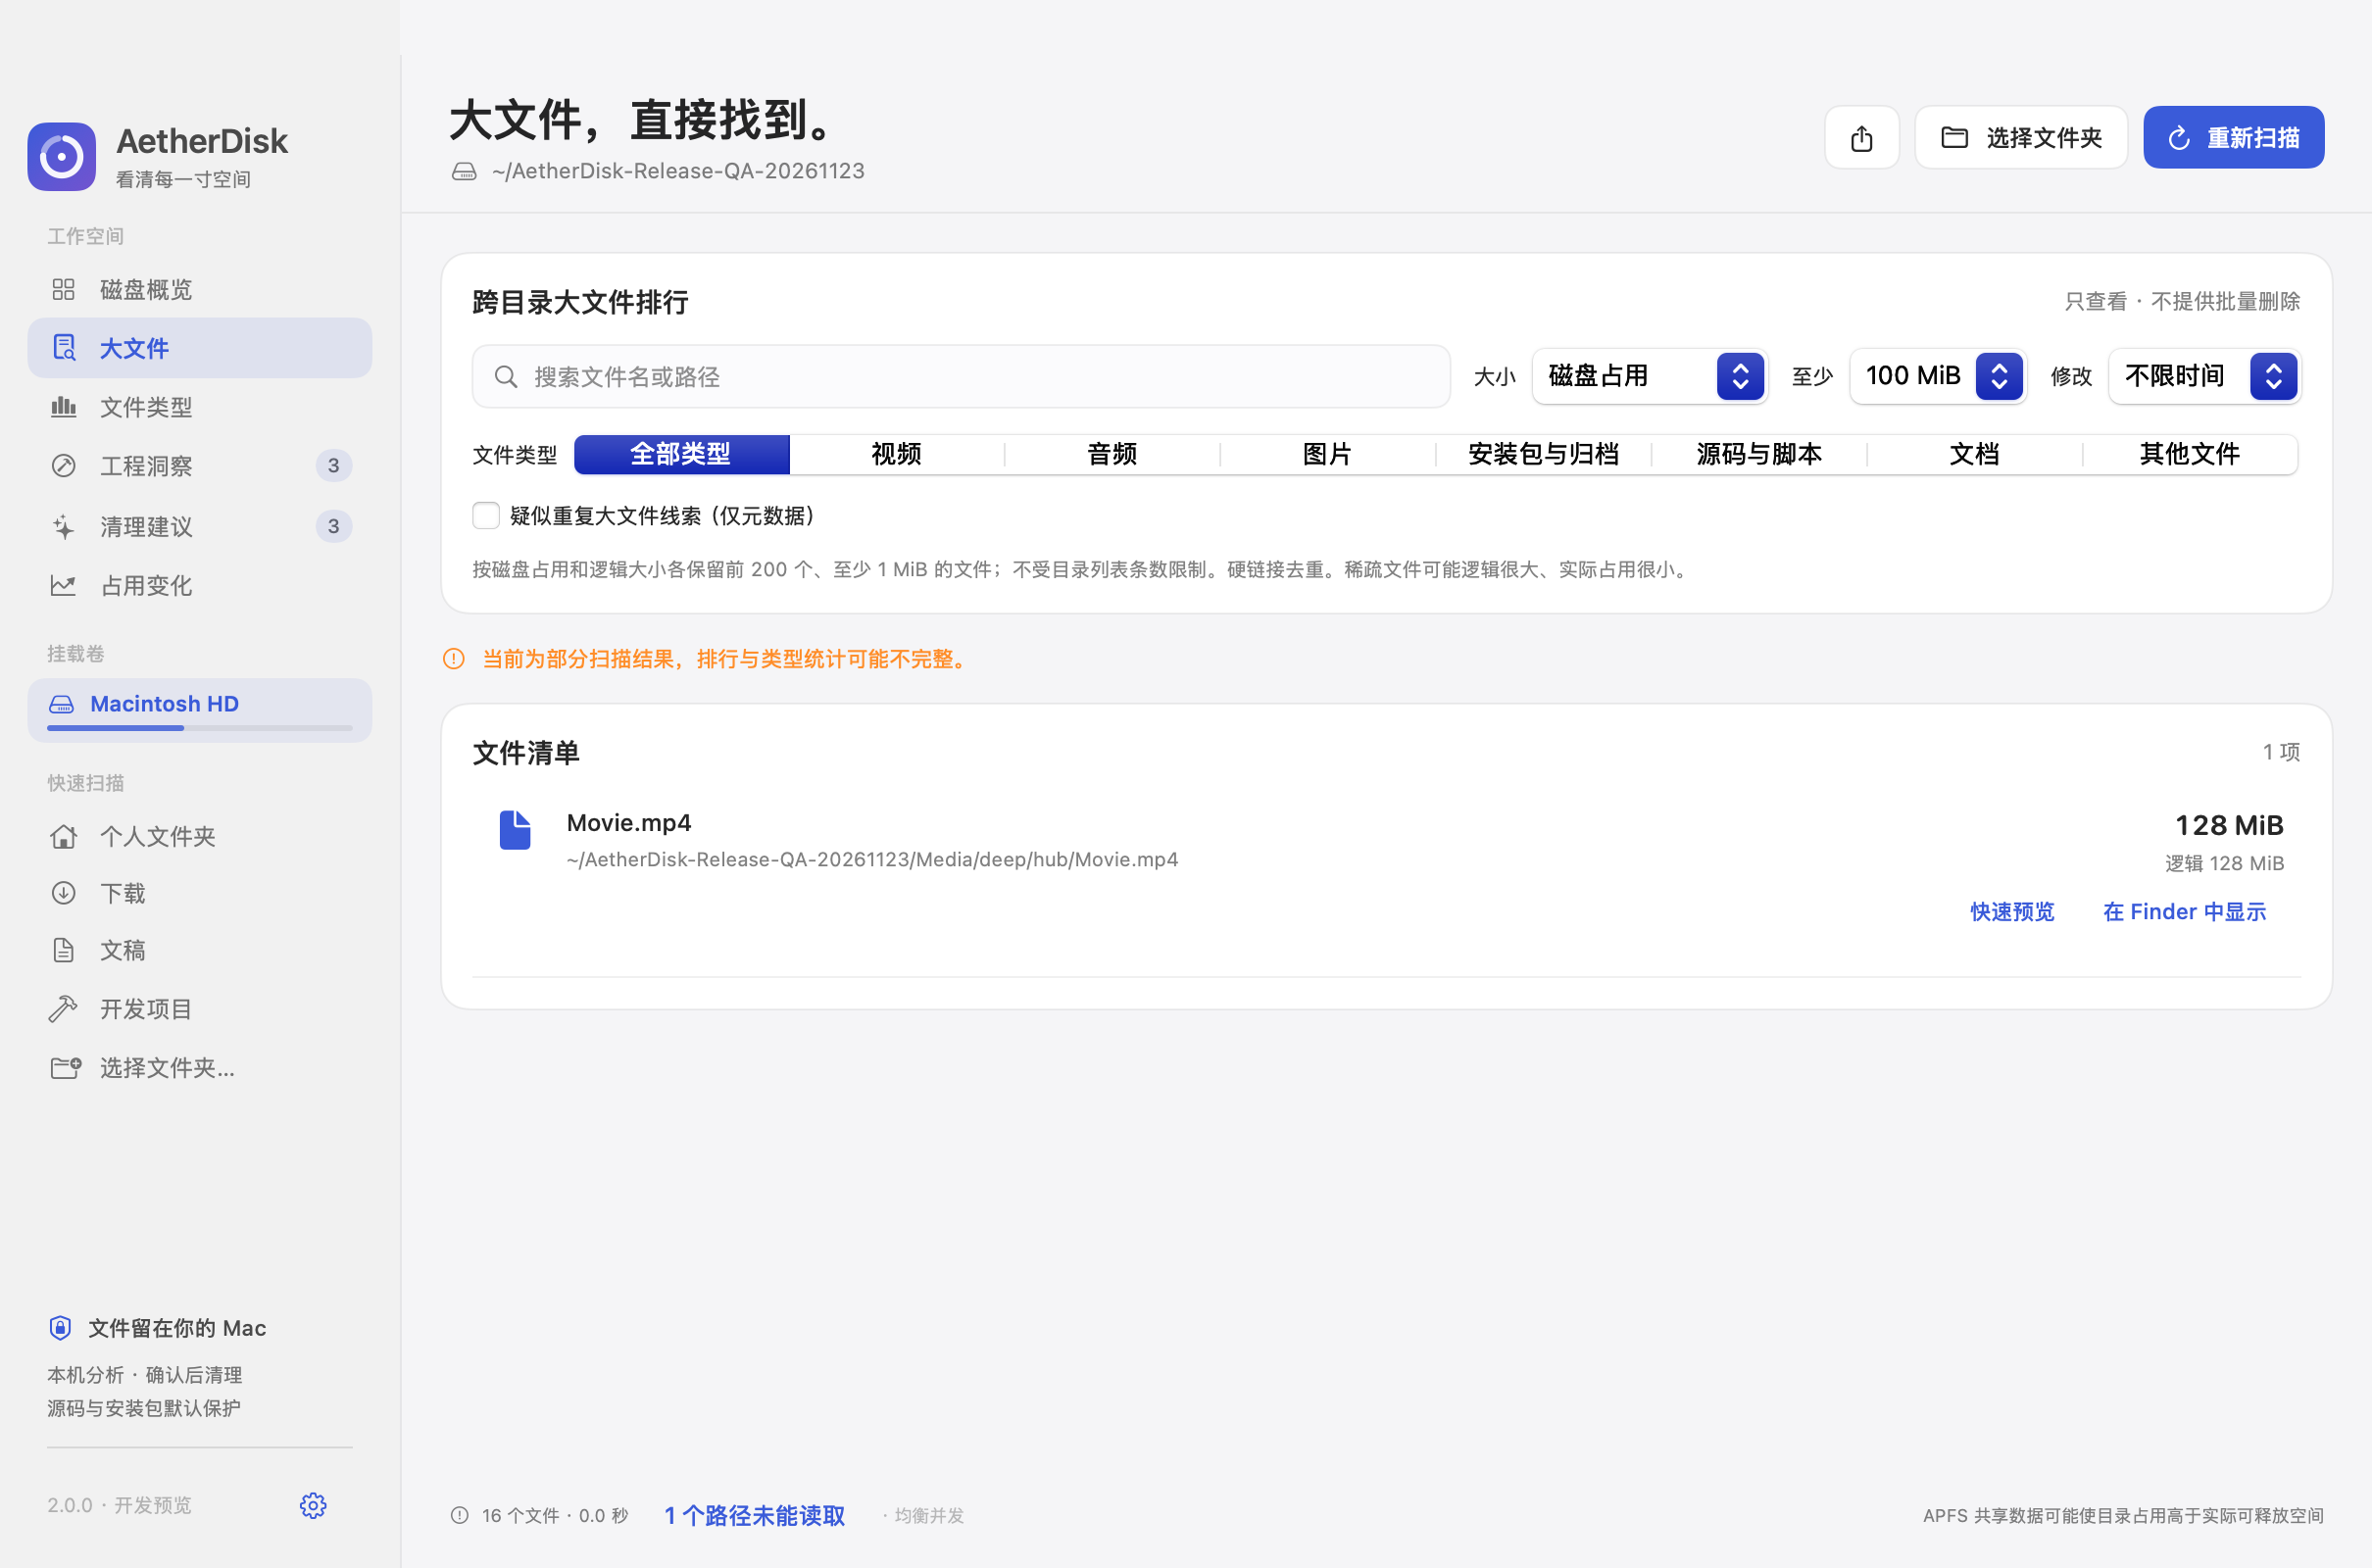 AetherDisk
看清每一寸空间
工作空间
磁盘概览
大文件
文件类型
工程洞察 3
清理建议 3
占用变化
挂载卷
Macintosh HD
快速扫描
个人文件夹
下载
文稿
开发项目
选择文件夹...
文件留在你的 Mac
本机分析 · 确认后清理
源码与安装包默认保护
2.0.0 · 开发预览
大文件，直接找到。
~/AetherDisk-Release-QA-20261123
选择文件夹
重新扫描
跨目录大文件排行
只查看 · 不提供批量删除
搜索文件名或路径
大小 磁盘占用 至少 100 MiB 修改 不限时间
文件类型 全部类型 视频 音频 图片 安装包与归档 源码与脚本 文档 其他文件
疑似重复大文件线索 (仅元数据)
按磁盘占用和逻辑大小各保留前 200 个、至少 1 MiB 的文件；不受目录列表条数限制。硬链接去重。稀疏文件可能逻辑很大、实际占用很小。
当前为部分扫描结果，排行与类型统计可能不完整。
文件清单
1 项
Movie.mp4
~/AetherDisk-Release-QA-20261123/Media/deep/hub/Movie.mp4
128 MiB
逻辑 128 MiB
快速预览 在 Finder 中显示
16 个文件 · 0.0 秒 1 个路径未能读取 · 均衡并发
APFS 共享数据可能使目录占用高于实际可释放空间